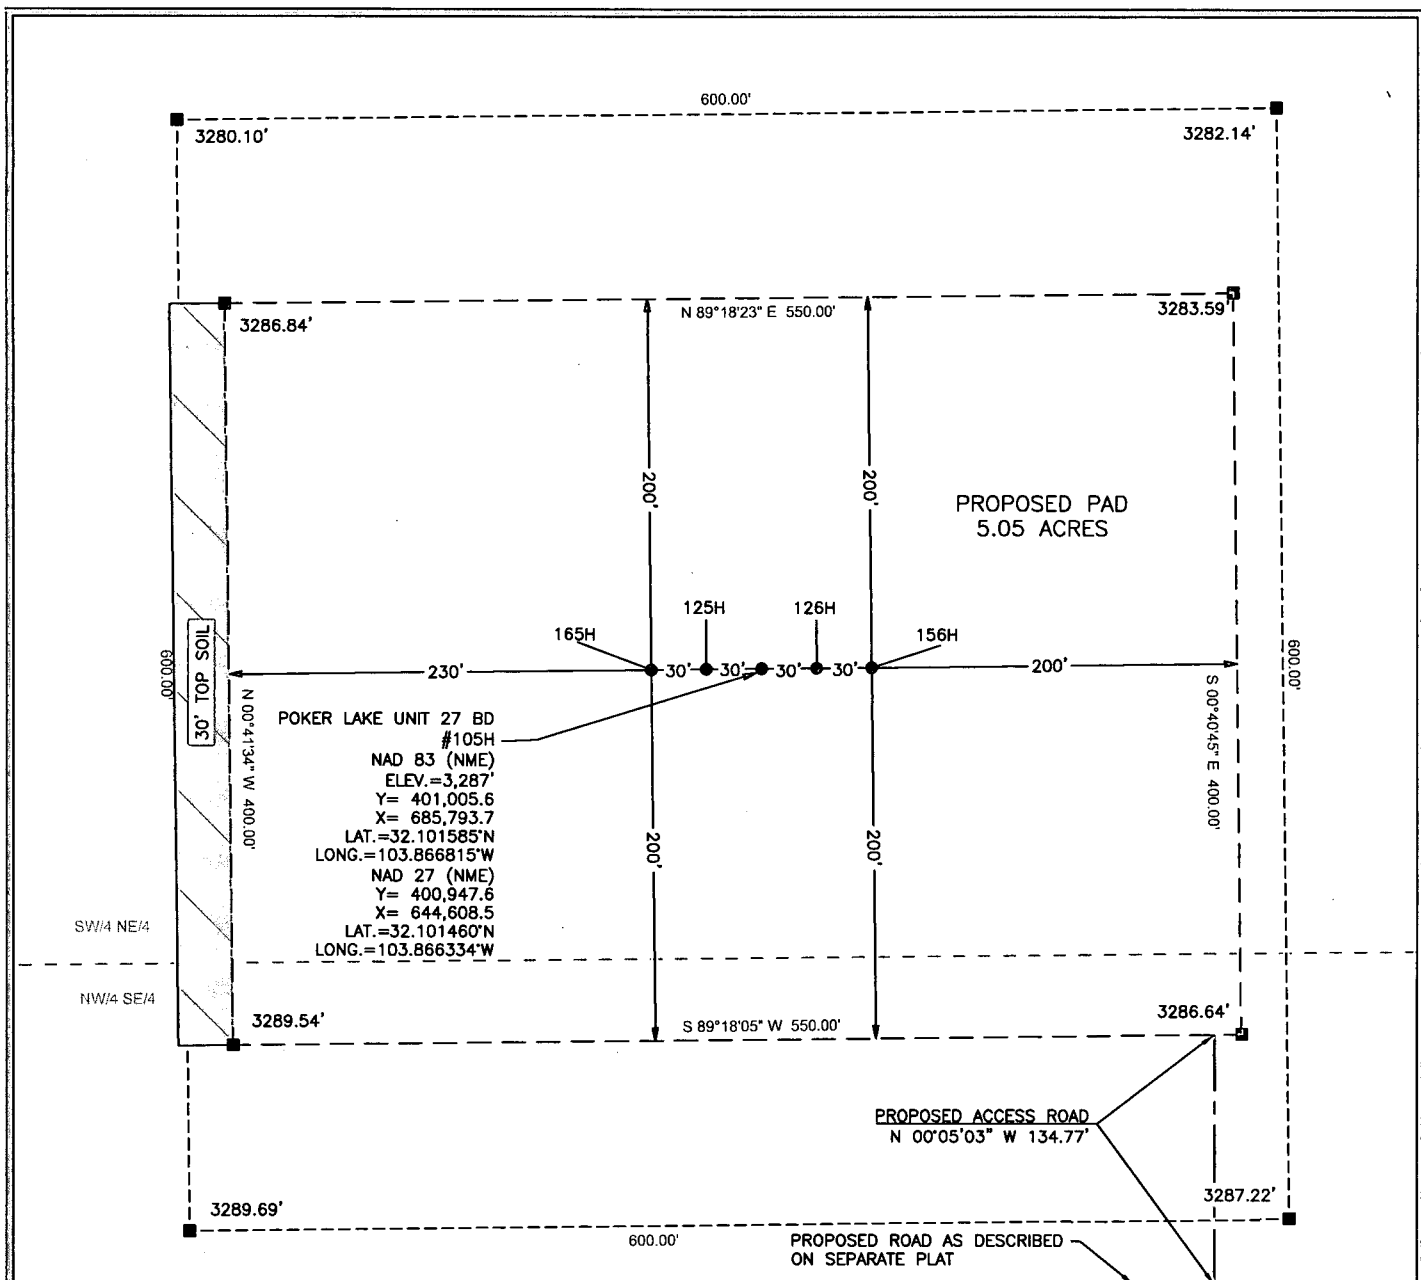 600.00'
3280.10'
3282.14'
3286.84'
N 89°18'23" E 550.00'
3283.59'
200'
200'
PROPOSED PAD
5.05 ACRES
125H
126H
165H
156H
230'
30'
30'
30'
30'
200'
600.00'
30' TOP SOIL
N 00°41'34" W 400.00'
S 00°40'45" E 400.00'
600.00'
POKER LAKE UNIT 27 BD
#105H
NAD 83 (NME)
ELEV.=3,287'
Y= 401,005.6
X= 685,793.7
LAT.=32.101585°N
LONG.=103.866815°W
NAD 27 (NME)
Y= 400,947.6
X= 644,608.5
LAT.=32.101460°N
LONG.=103.866334°W
200'
200'
SW/4 NE/4
NW/4 SE/4
3289.54'
S 89°18'05" W 550.00'
3286.64'
PROPOSED ACCESS ROAD
N 00°05'03" W 134.77'
3289.69'
3287.22'
600.00'
PROPOSED ROAD AS DESCRIBED
ON SEPARATE PLAT